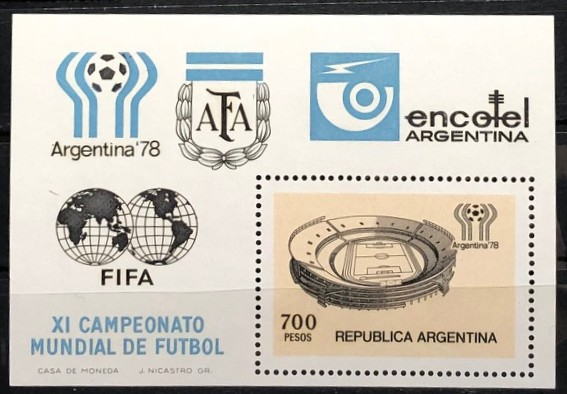 Argentina'78
AFA
encotel
ARGENTINA
FIFA
XI CAMPEONATO
MUNDIAL DE FUTBOL
CASA DE MONEDA J. NICASTRO GR.
Argentina'78
700
PESOS
REPUBLICA ARGENTINA